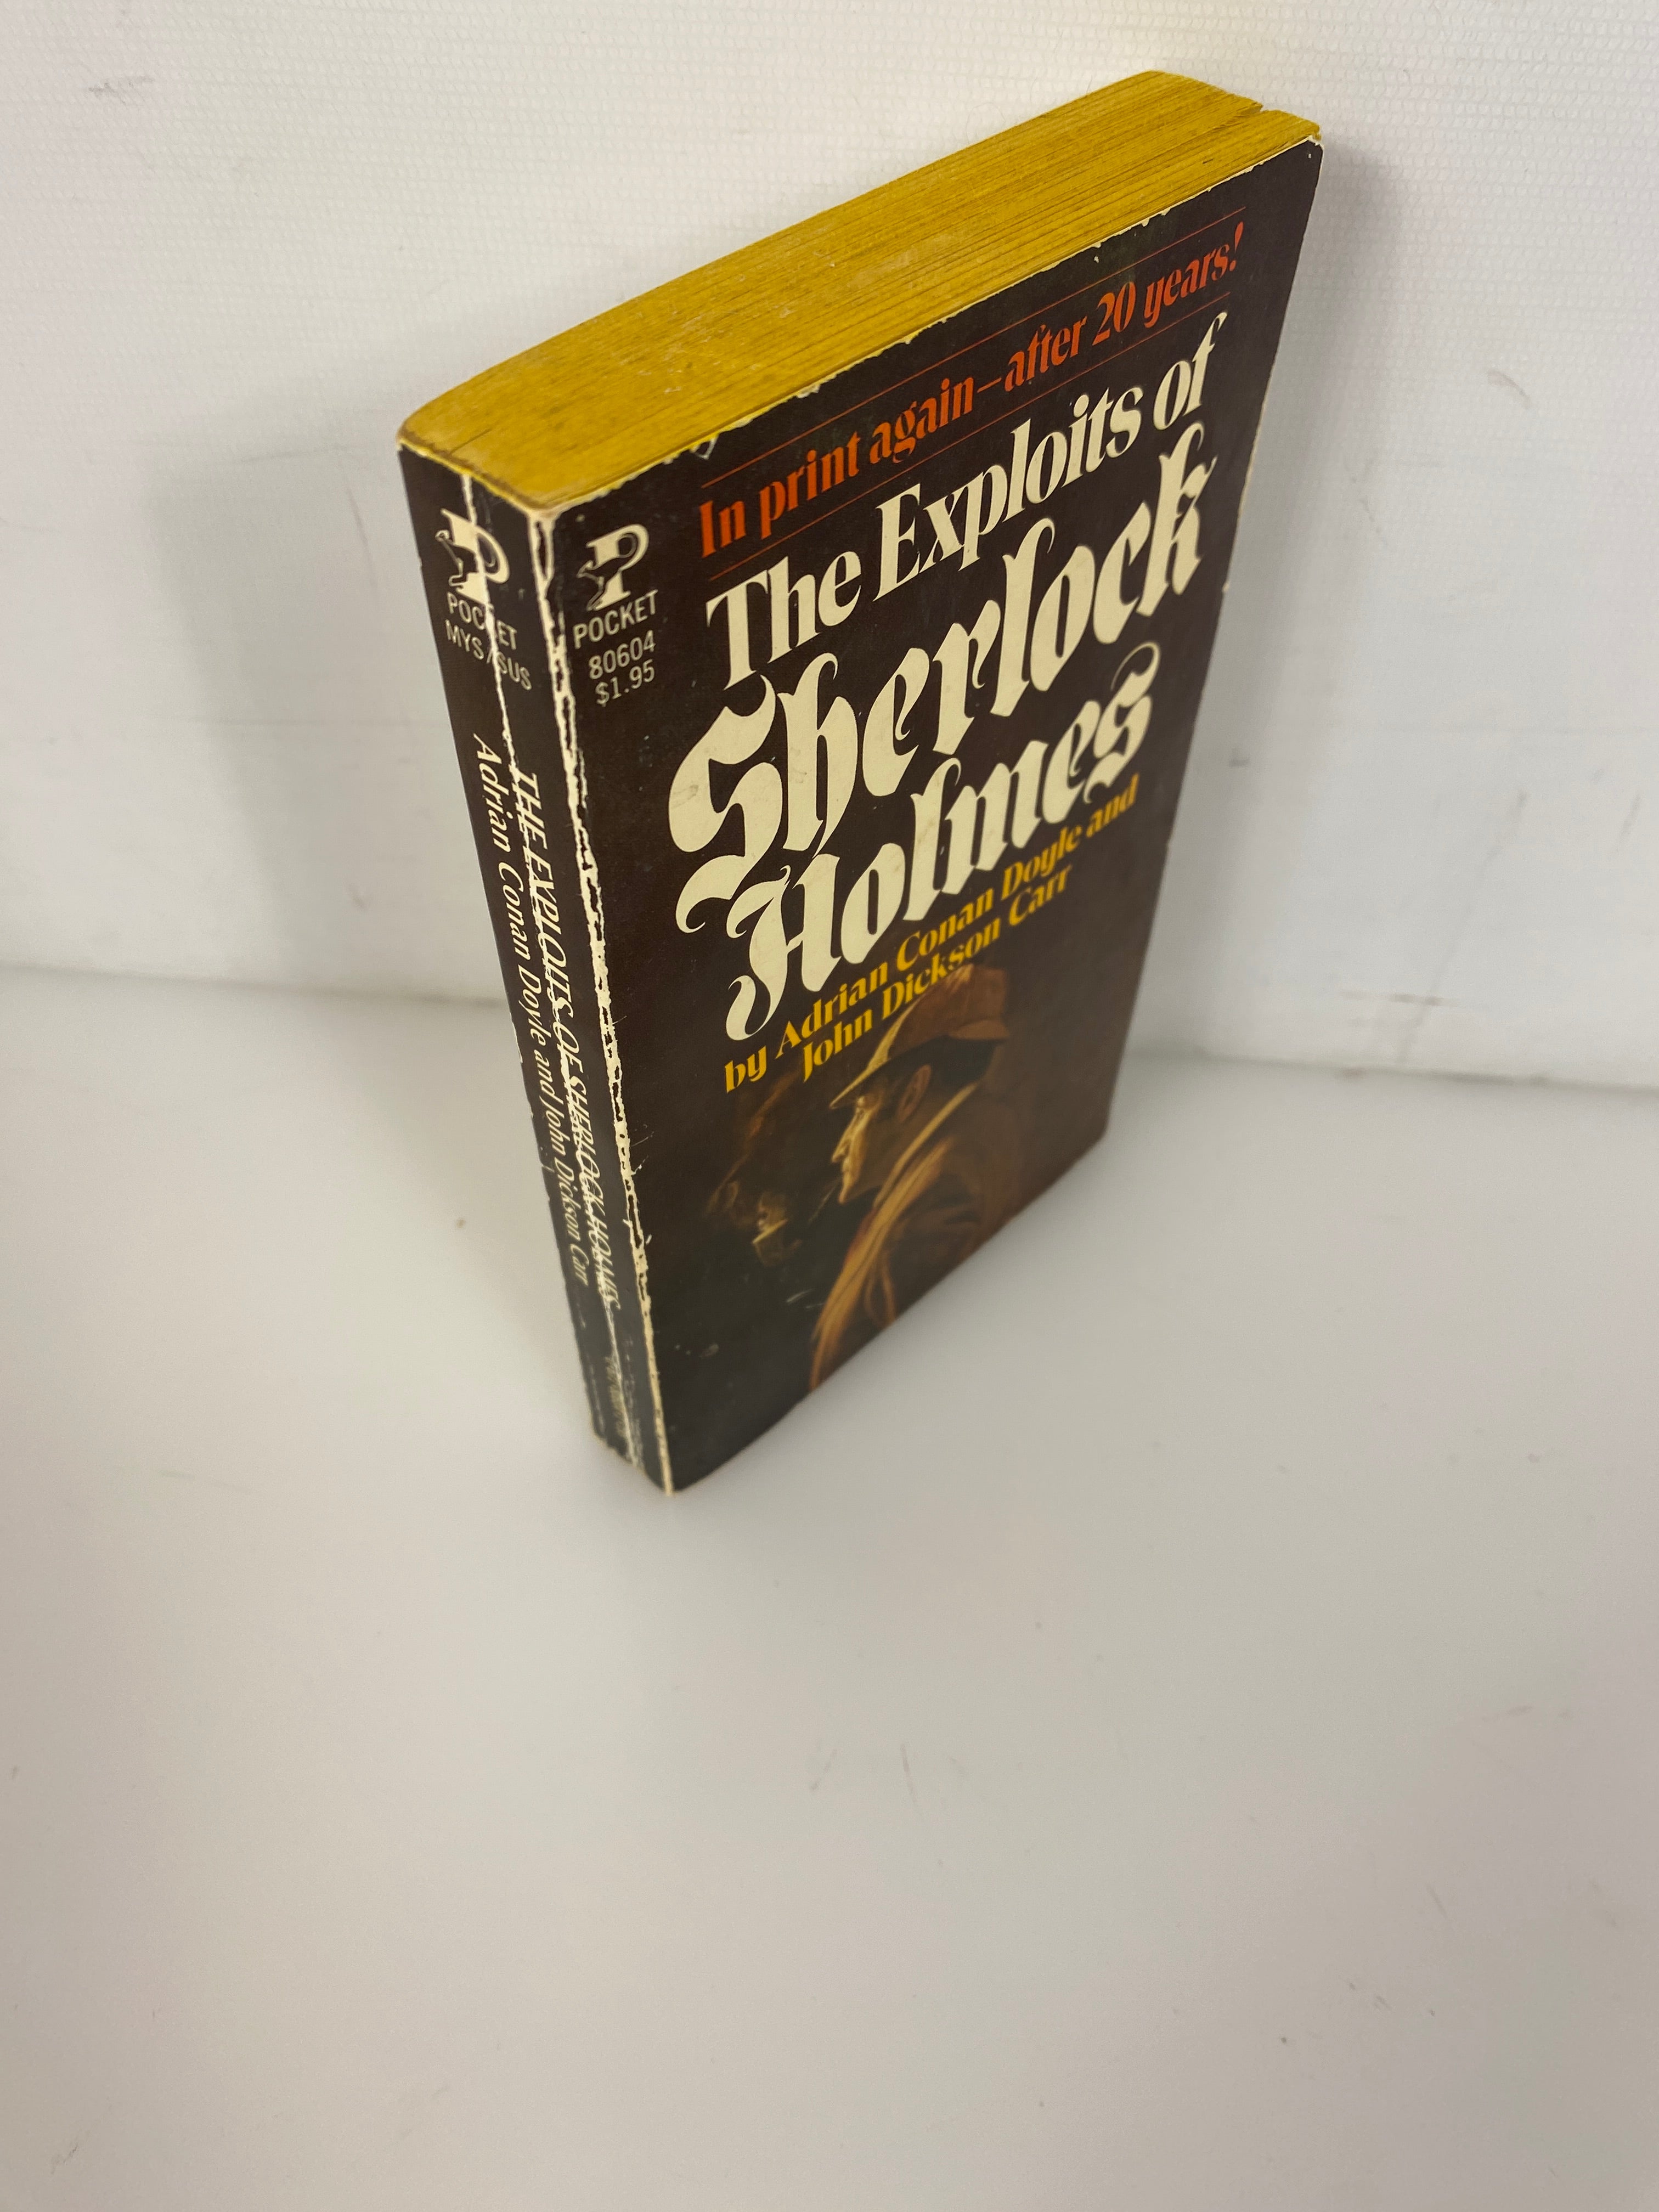 In print again—after 20 years!
The Exploits of
Sherlock
Holmes
by Adrian Conan Doyle and
John Dickson Carr
P
POCKET
80604
$1.95
P
POCKET
MYS/SUS
THE EXPLOITS OF SHERLOCK HOLMES
Adrian Conan Doyle and John Dickson Carr